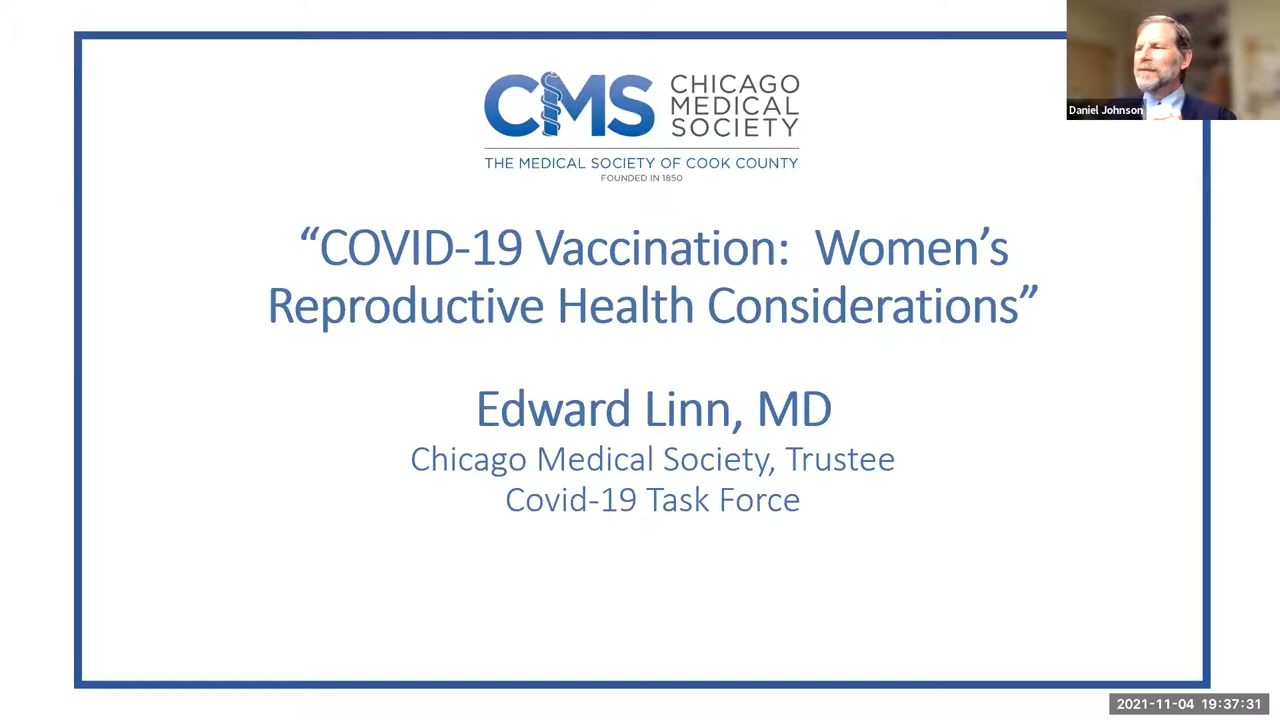 CMS CHICAGO
MEDICAL
SOCIETY
THE MEDICAL SOCIETY OF COOK COUNTY
FOUNDED IN 1850
Daniel Johnson
“COVID-19 Vaccination: Women’s
Reproductive Health Considerations”
Edward Linn, MD
Chicago Medical Society, Trustee
Covid-19 Task Force
2021-11-04 19:37:31